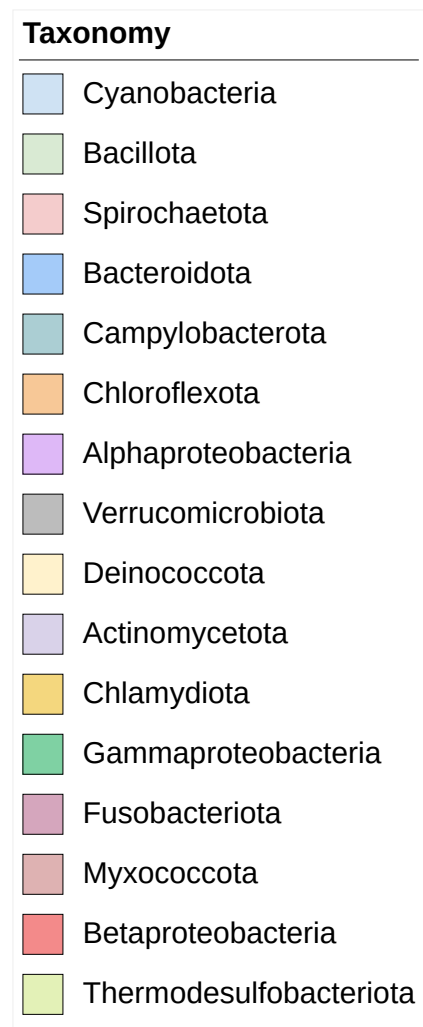 Taxonomy
Cyanobacteria
Bacillota
Spirochaetota
Bacteroidota
Campylobacterota
Chloroflexota
Alphaproteobacteria
Verrucomicrobiota
Deinococcota
Actinomycetota
Chlamydiota
Gammaproteobacteria
Fusobacteriota
Myxococcota
Betaproteobacteria
Thermodesulfobacteriota